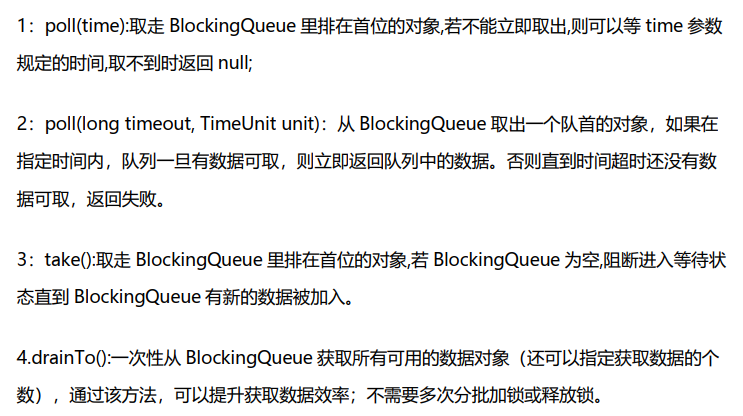 1：poll(time):取走 BlockingQueue 里排在首位的对象,若不能立即取出,则可以等 time 参数
规定的时间,取不到时返回 null;
2：poll(long timeout, TimeUnit unit)：从 BlockingQueue 取出一个队首的对象，如果在
指定时间内，队列一旦有数据可取，则立即返回队列中的数据。否则直到时间超时还没有数
据可取，返回失败。
3：take():取走 BlockingQueue 里排在首位的对象,若 BlockingQueue 为空,阻断进入等待状
态直到 BlockingQueue 有新的数据被加入。
4.drainTo():一次性从 BlockingQueue 获取所有可用的数据对象（还可以指定获取数据的个
数），通过该方法，可以提升获取数据效率；不需要多次分批加锁或释放锁。